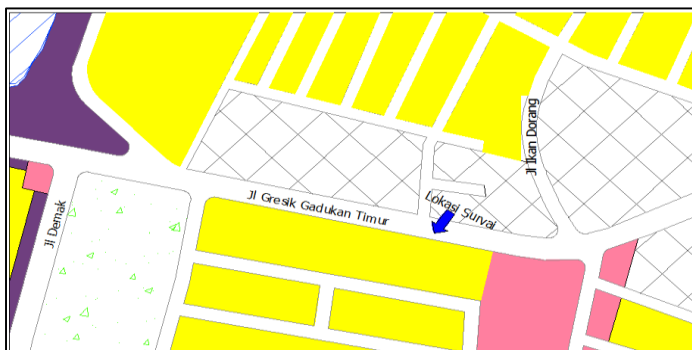 Jl Ikan Dorang
Jl Gresik Gadukan Timur
Lokasi Survai
Jl Demak